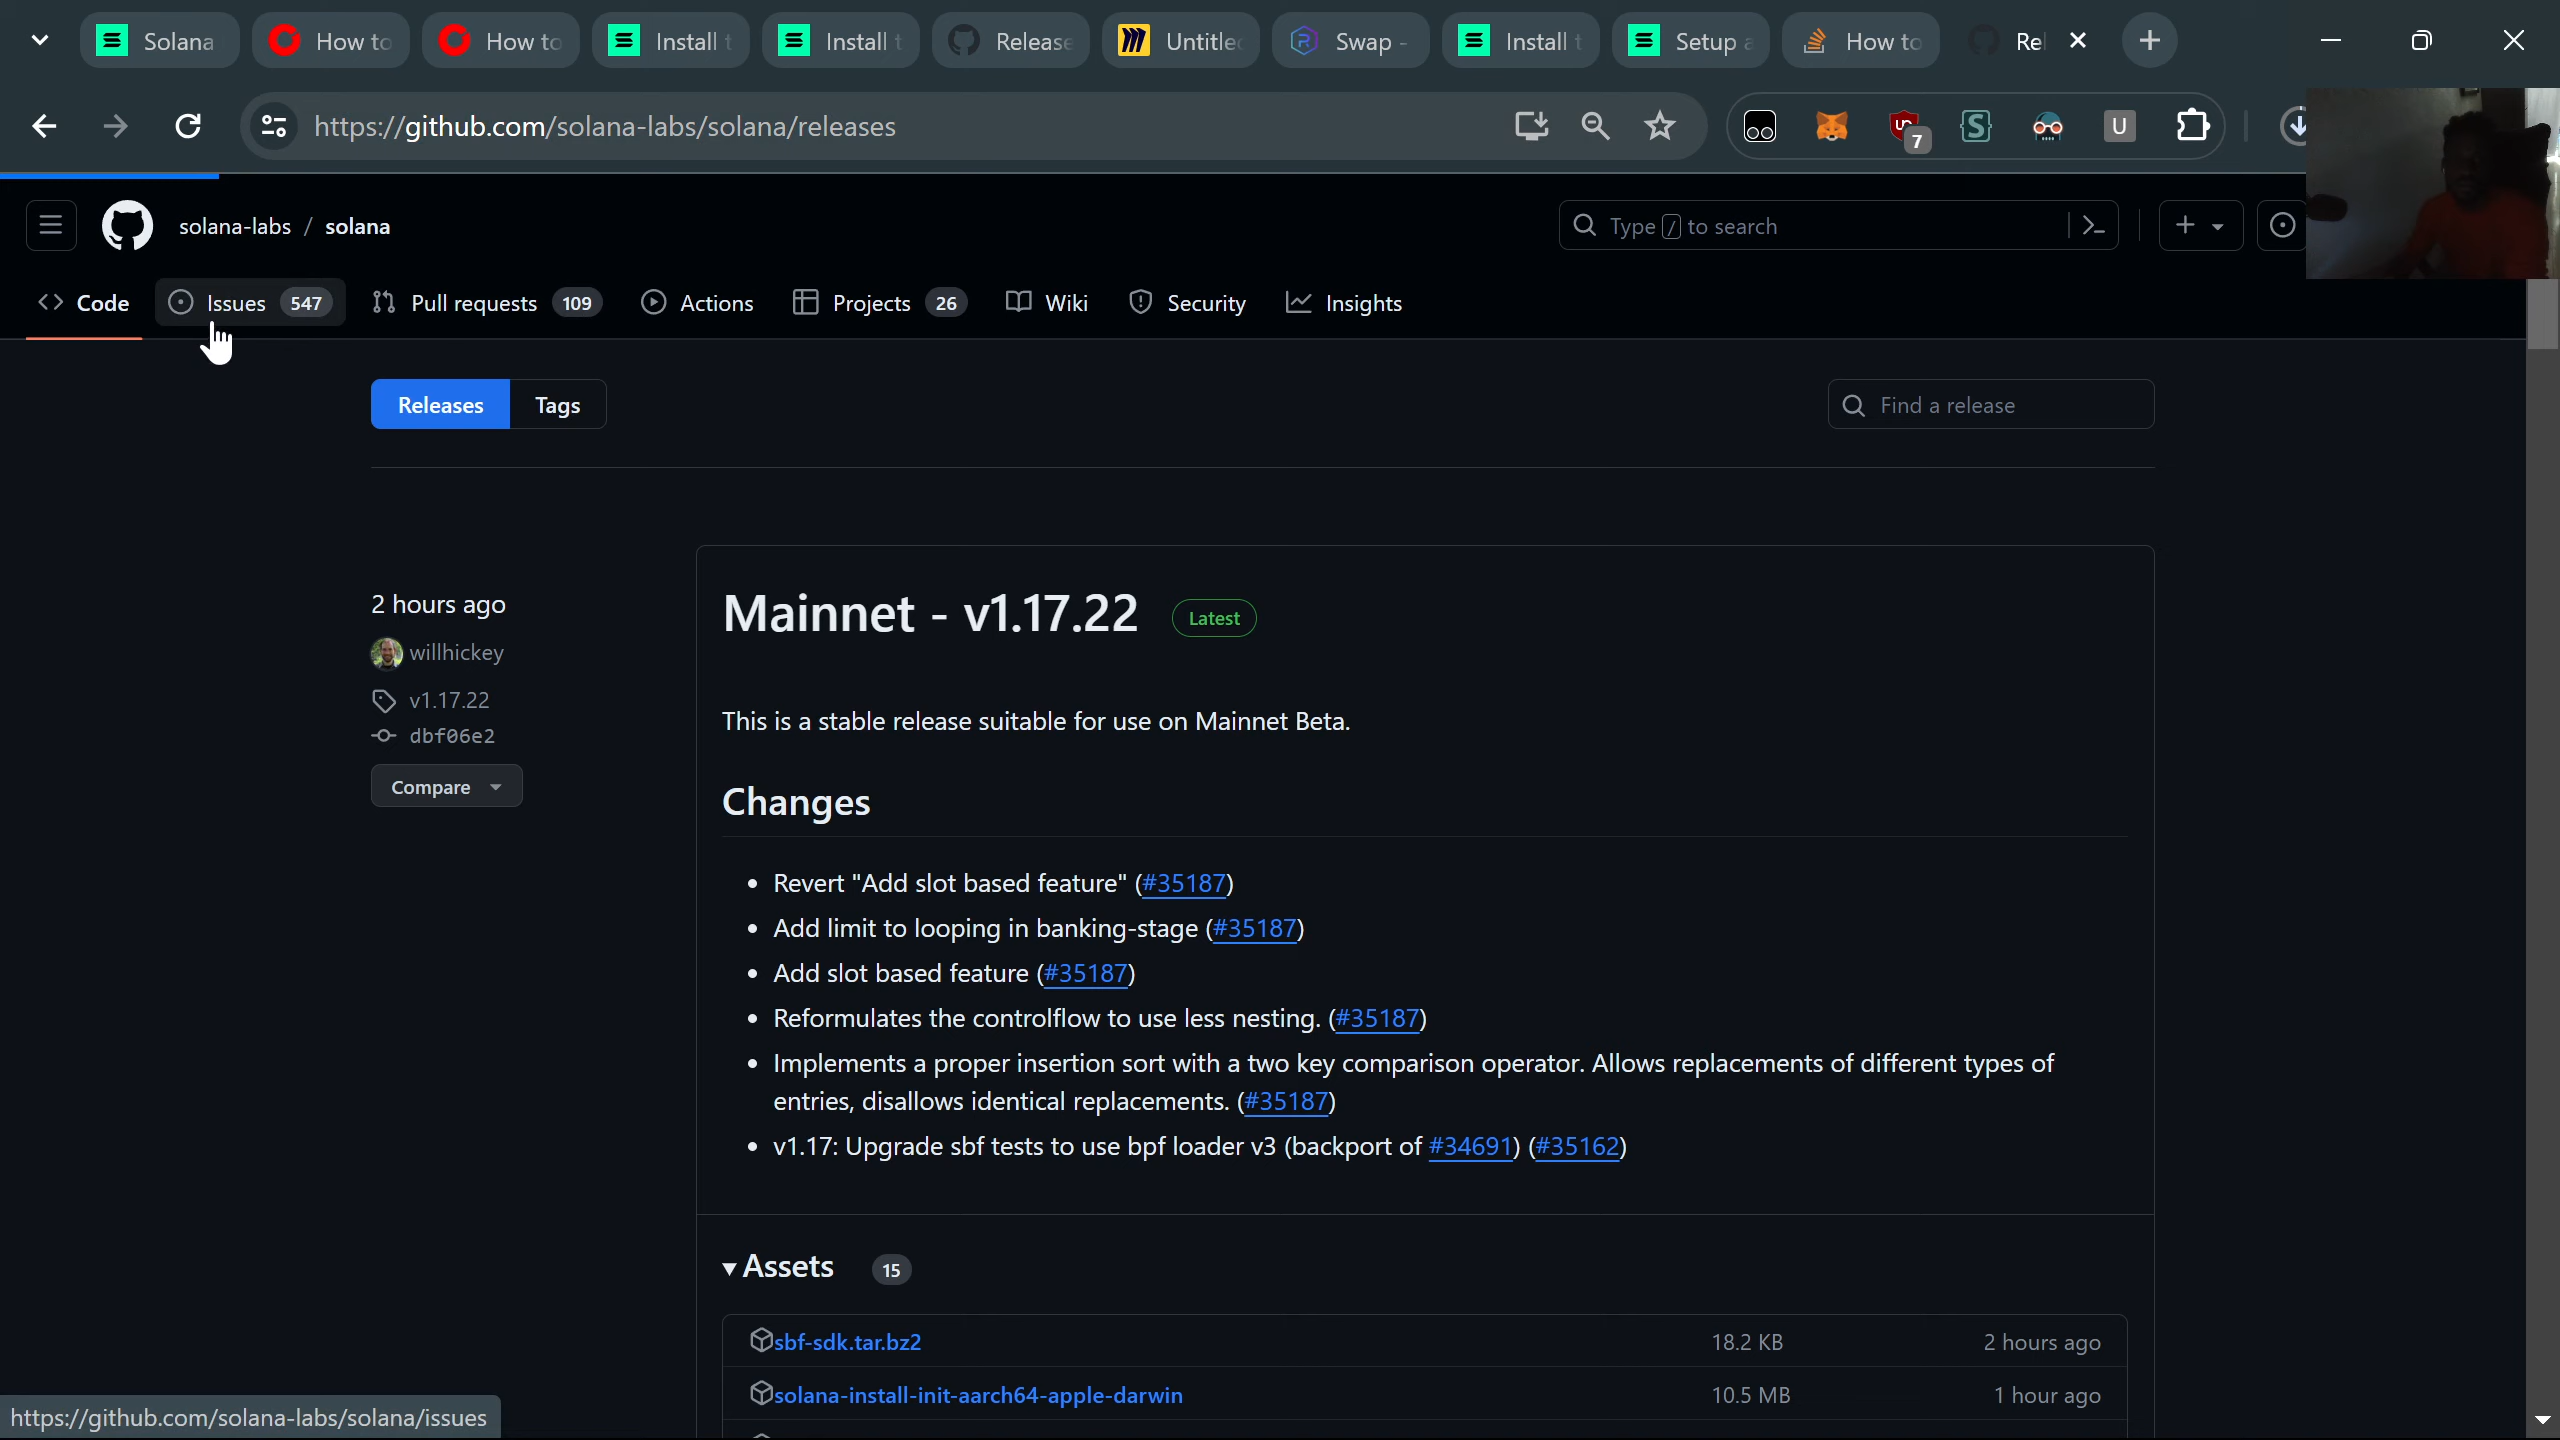 Solana
How to
How to
Install t
Install t
Release
Untitle
Swap -
Install t
Setup a
How to
Re
https://github.com/solana-labs/solana/releases
7
U
solana-labs / solana
Type / to search
Code
Issues 547
Pull requests 109
Actions
Projects 26
Wiki
Security
Insights
Releases
Tags
Find a release
2 hours ago
willhickey
v1.17.22
dbf06e2
Compare
Mainnet - v1.17.22 Latest
This is a stable release suitable for use on Mainnet Beta.
Changes
• Revert "Add slot based feature" (#35187)
• Add limit to looping in banking-stage (#35187)
• Add slot based feature (#35187)
• Reformulates the controlflow to use less nesting. (#35187)
• Implements a proper insertion sort with a two key comparison operator. Allows replacements of different types of
entries, disallows identical replacements. (#35187)
• v1.17: Upgrade sbf tests to use bpf loader v3 (backport of #34691) (#35162)
Assets 15
sbf-sdk.tar.bz2 18.2 KB 2 hours ago
solana-install-init-aarch64-apple-darwin 10.5 MB 1 hour ago
https://github.com/solana-labs/solana/issues